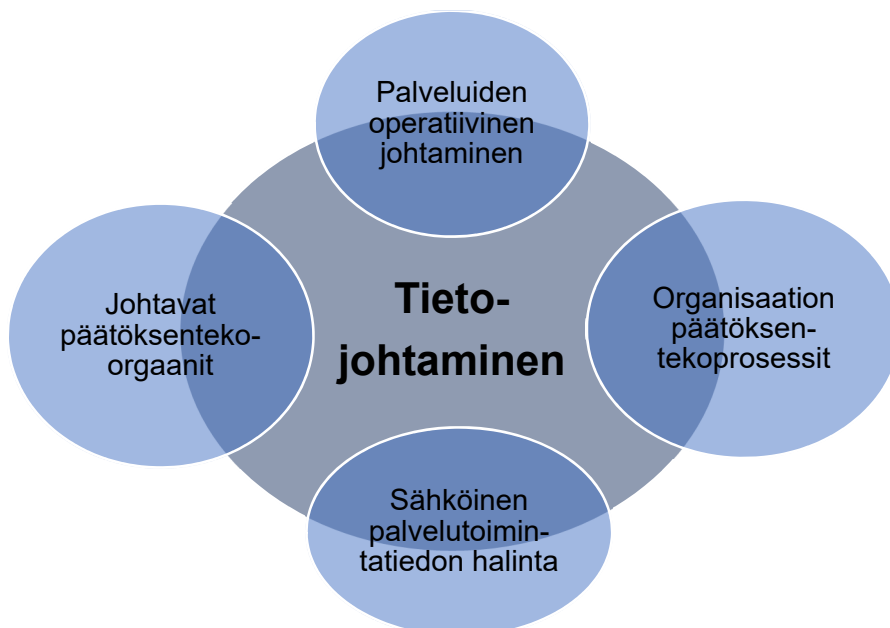 Palveluiden
operatiivinen
johtaminen
Johtavat
päätöksenteko-
orgaanit
Tieto-
johtaminen
Organisaation
päätöksen-
tekoprosessit
Sähköinen
palvelutoimin-
tatiedon halinta